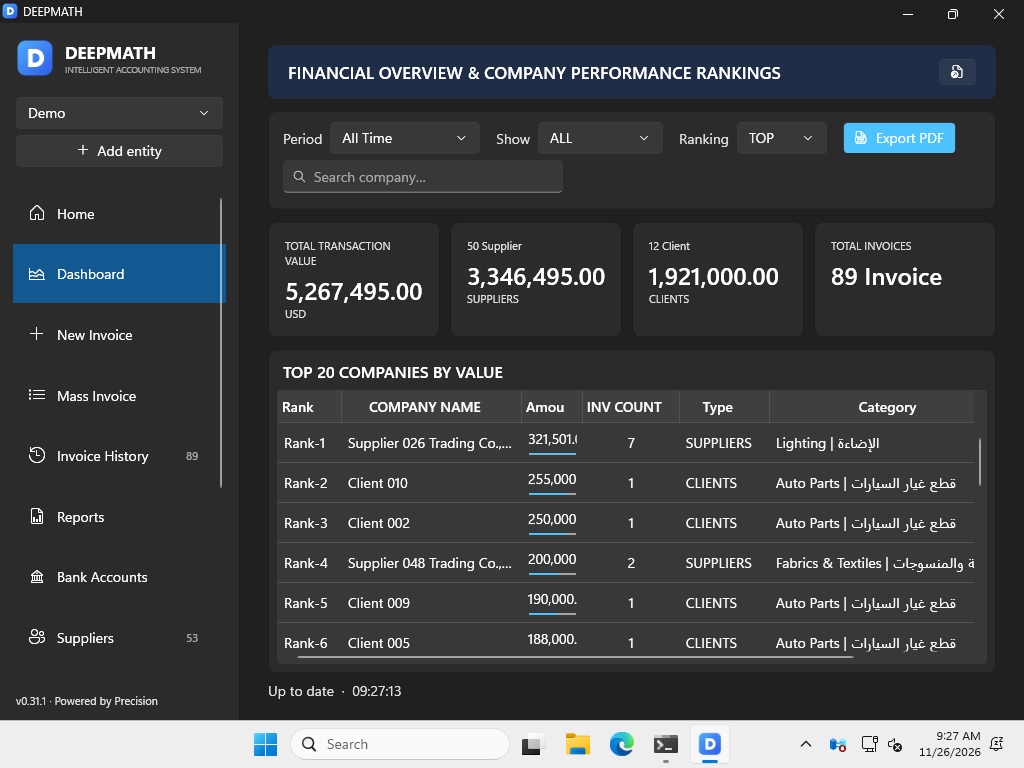 DEEPMATH
DEEPMATH
INTELLIGENT ACCOUNTING SYSTEM
Demo
Add entity
Home
Dashboard
New Invoice
Mass Invoice
Invoice History 89
Reports
Bank Accounts
Suppliers 53
v0.31.1 · Powered by Precision
FINANCIAL OVERVIEW & COMPANY PERFORMANCE RANKINGS
Period All Time Show ALL Ranking TOP Export PDF
Search company...
TOTAL TRANSACTION
VALUE
5,267,495.00
USD
50 Supplier
3,346,495.00
SUPPLIERS
12 Client
1,921,000.00
CLIENTS
TOTAL INVOICES
89 Invoice
TOP 20 COMPANIES BY VALUE
Rank COMPANY NAME Amou INV COUNT Type Category
Rank-1 Supplier 026 Trading Co.,... 321,501.0 7 SUPPLIERS Lighting | الإضاءة
Rank-2 Client 010 255,000 1 CLIENTS Auto Parts | قطع غيار السيارات
Rank-3 Client 002 250,000 1 CLIENTS Auto Parts | قطع غيار السيارات
Rank-4 Supplier 048 Trading Co.,... 200,000 2 SUPPLIERS Fabrics & Textiles | ة والمنسوجات
Rank-5 Client 009 190,000. 1 CLIENTS Auto Parts | قطع غيار السيارات
Rank-6 Client 005 188,000. 1 CLIENTS Auto Parts | قطع غيار السيارات
Up to date · 09:27:13
Search
9:27 AM
11/26/2026